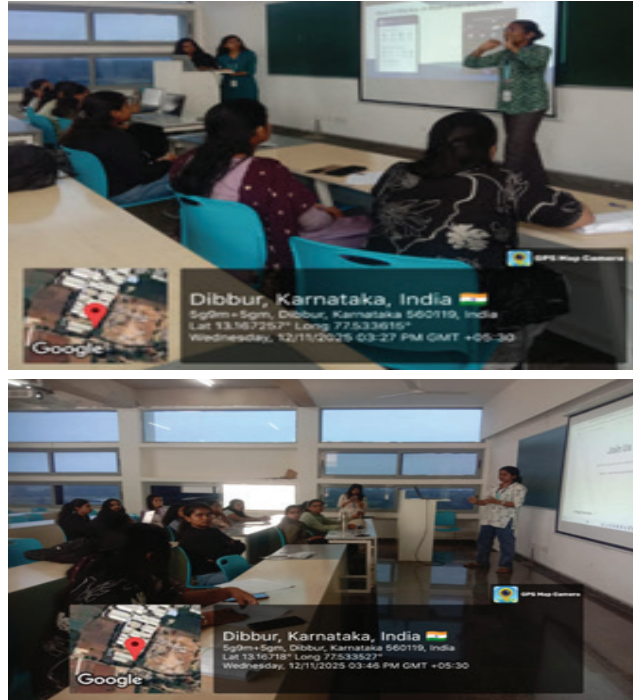 GPS Map Camera
Dibbur, Karnataka, India
5g9m+5gm, Dibbur, Karnataka 560119, India
Lat 13.167257° Long 77.533615°
Wednesday, 12/11/2025 03:27 PM GMT +05:30
Google
Join Us
GPS Map Camera
Dibbur, Karnataka, India
5g9m+5gm, Dibbur, Karnataka 560119, India
Lat 13.16718° Long 77.533527°
Wednesday, 12/11/2025 03:46 PM GMT +05:30
Google